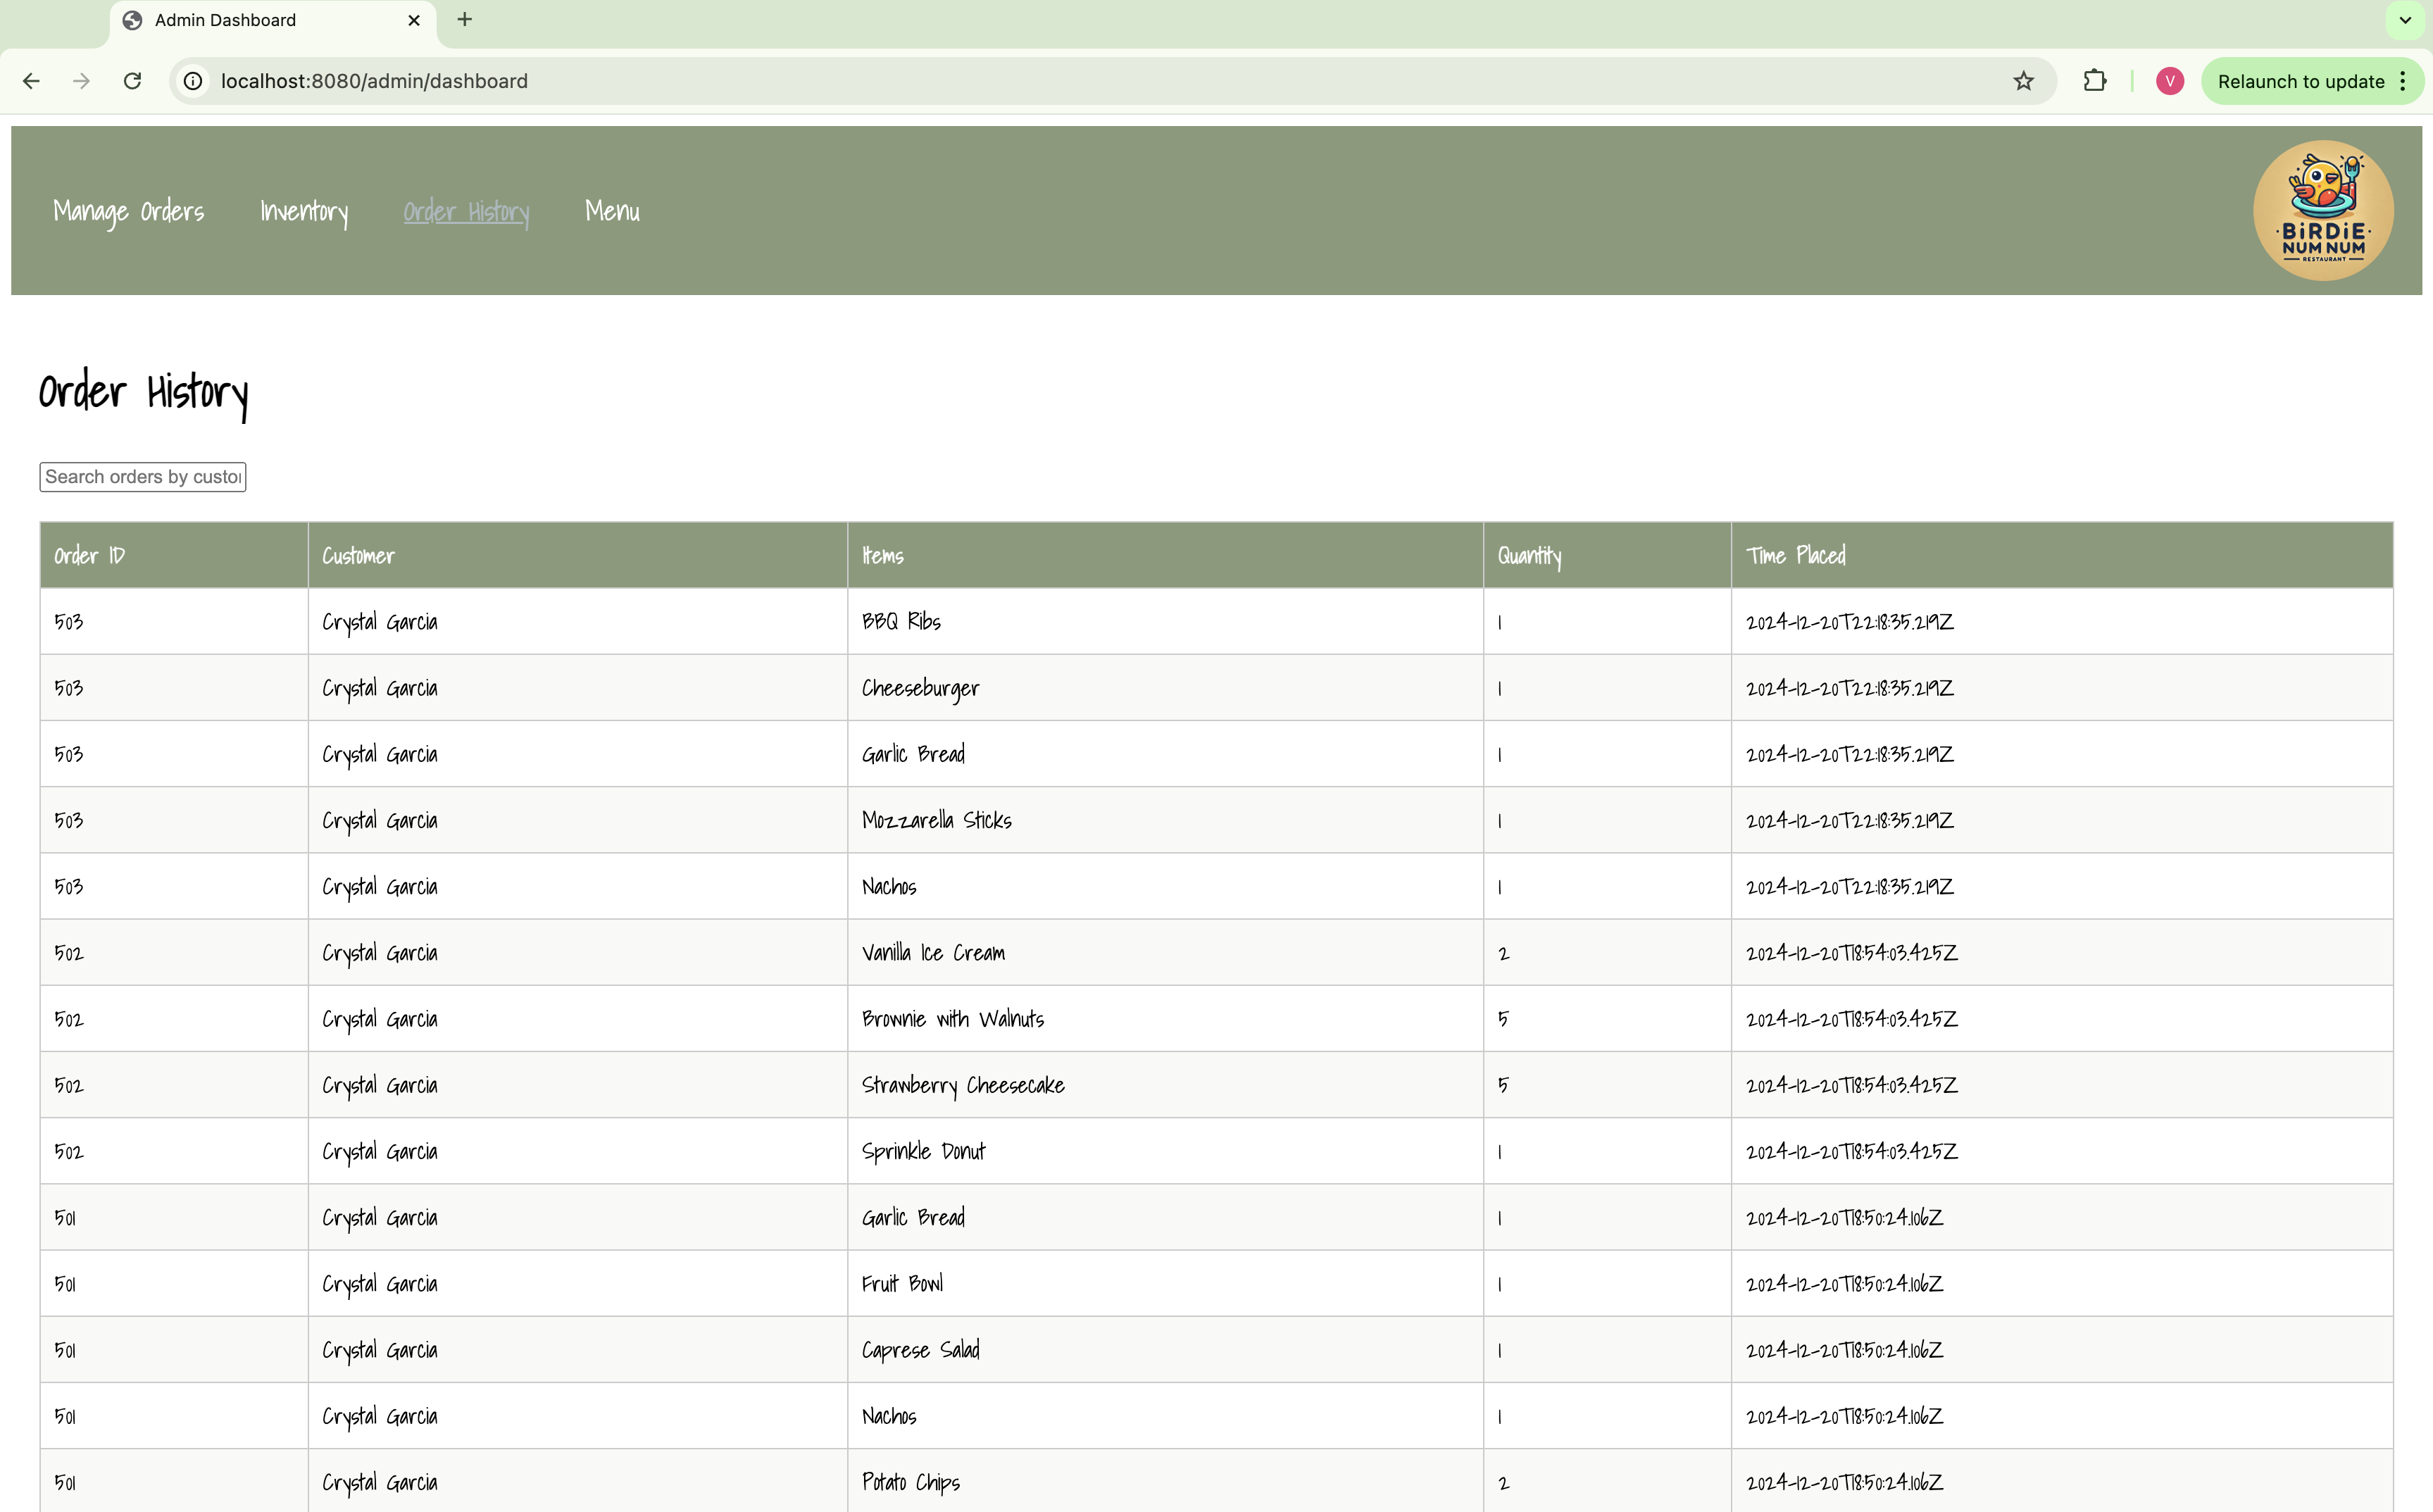 Admin Dashboard
localhost:8080/admin/dashboard
V
Relaunch to update
Manage Orders Inventory Order History Menu
BiRDiE
NUM NUM
RESTAURANT
Order History
Search orders by custo
Order ID Customer Items Quantity Time Placed
503 Crystal Garcia BBQ Ribs 1 2024-12-20T22:18:35.219Z
503 Crystal Garcia Cheeseburger 1 2024-12-20T22:18:35.219Z
503 Crystal Garcia Garlic Bread 1 2024-12-20T22:18:35.219Z
503 Crystal Garcia Mozzarella Sticks 1 2024-12-20T22:18:35.219Z
503 Crystal Garcia Nachos 1 2024-12-20T22:18:35.219Z
502 Crystal Garcia Vanilla Ice Cream 2 2024-12-20T18:54:03.425Z
502 Crystal Garcia Brownie with Walnuts 5 2024-12-20T18:54:03.425Z
502 Crystal Garcia Strawberry Cheesecake 5 2024-12-20T18:54:03.425Z
502 Crystal Garcia Sprinkle Donut 1 2024-12-20T18:54:03.425Z
501 Crystal Garcia Garlic Bread 1 2024-12-20T18:50:24.106Z
501 Crystal Garcia Fruit Bowl 1 2024-12-20T18:50:24.106Z
501 Crystal Garcia Caprese Salad 1 2024-12-20T18:50:24.106Z
501 Crystal Garcia Nachos 1 2024-12-20T18:50:24.106Z
501 Crystal Garcia Potato Chips 2 2024-12-20T18:50:24.106Z